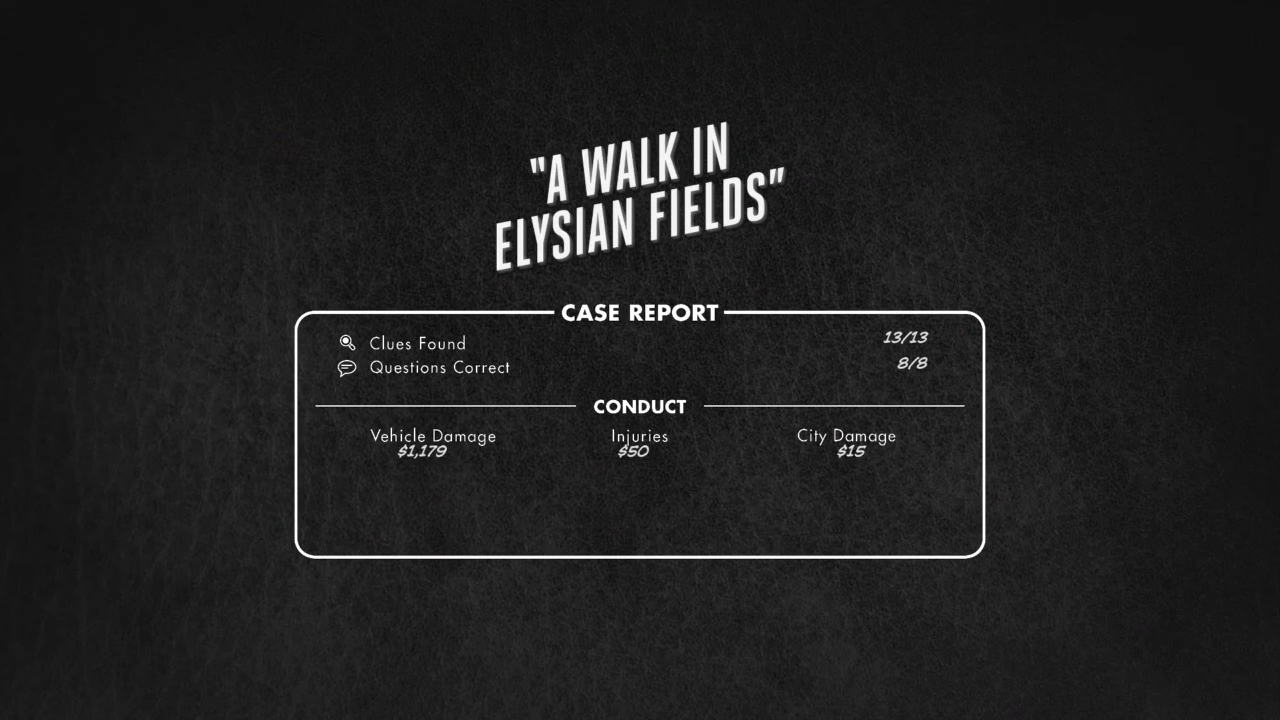 "A WALK IN
ELYSIAN FIELDS"
CASE REPORT
Clues Found 13/13
Questions Correct 8/8
CONDUCT
Vehicle Damage Injuries City Damage
$1,179 $50 $15